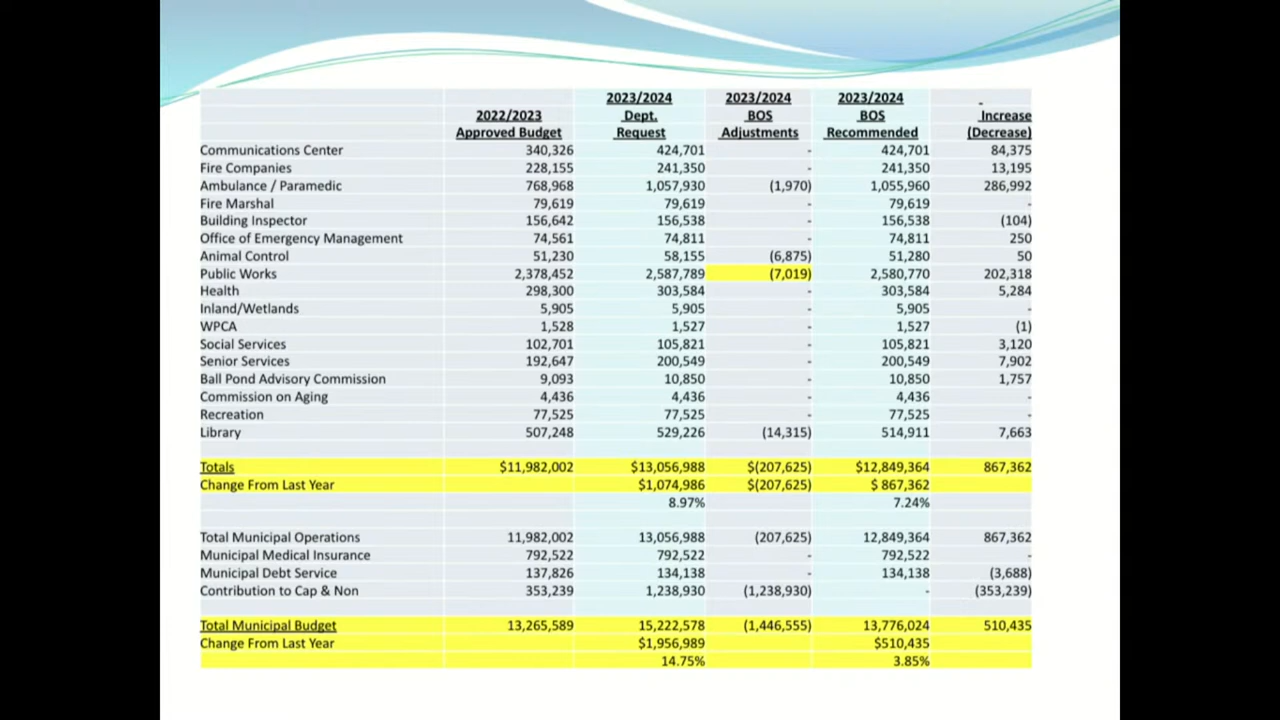 2022/2023 Approved Budget 2023/2024 Dept. Request 2023/2024 BOS Adjustments 2023/2024 BOS Recommended Increase (Decrease)
Communications Center 340,326 424,701 - 424,701 84,375
Fire Companies 228,155 241,350 - 241,350 13,195
Ambulance / Paramedic 768,968 1,057,930 (1,970) 1,055,960 286,992
Fire Marshal 79,619 79,619 - 79,619 -
Building Inspector 156,642 156,538 - 156,538 (104)
Office of Emergency Management 74,561 74,811 - 74,811 250
Animal Control 51,230 58,155 (6,875) 51,280 50
Public Works 2,378,452 2,587,789 (7,019) 2,580,770 202,318
Health 298,300 303,584 - 303,584 5,284
Inland/Wetlands 5,905 5,905 - 5,905 -
WPCA 1,528 1,527 - 1,527 (1)
Social Services 102,701 105,821 - 105,821 3,120
Senior Services 192,647 200,549 - 200,549 7,902
Ball Pond Advisory Commission 9,093 10,850 - 10,850 1,757
Commission on Aging 4,436 4,436 - 4,436 -
Recreation 77,525 77,525 - 77,525 -
Library 507,248 529,226 (14,315) 514,911 7,663
Totals $11,982,002 $13,056,988 $(207,625) $12,849,364 867,362
Change From Last Year $1,074,986 $(207,625) $ 867,362
8.97% 7.24%
Total Municipal Operations 11,982,002 13,056,988 (207,625) 12,849,364 867,362
Municipal Medical Insurance 792,522 792,522 - 792,522 -
Municipal Debt Service 137,826 134,138 - 134,138 (3,688)
Contribution to Cap & Non 353,239 1,238,930 (1,238,930) - (353,239)
Total Municipal Budget 13,265,589 15,222,578 (1,446,555) 13,776,024 510,435
Change From Last Year $1,956,989 $510,435
14.75% 3.85%